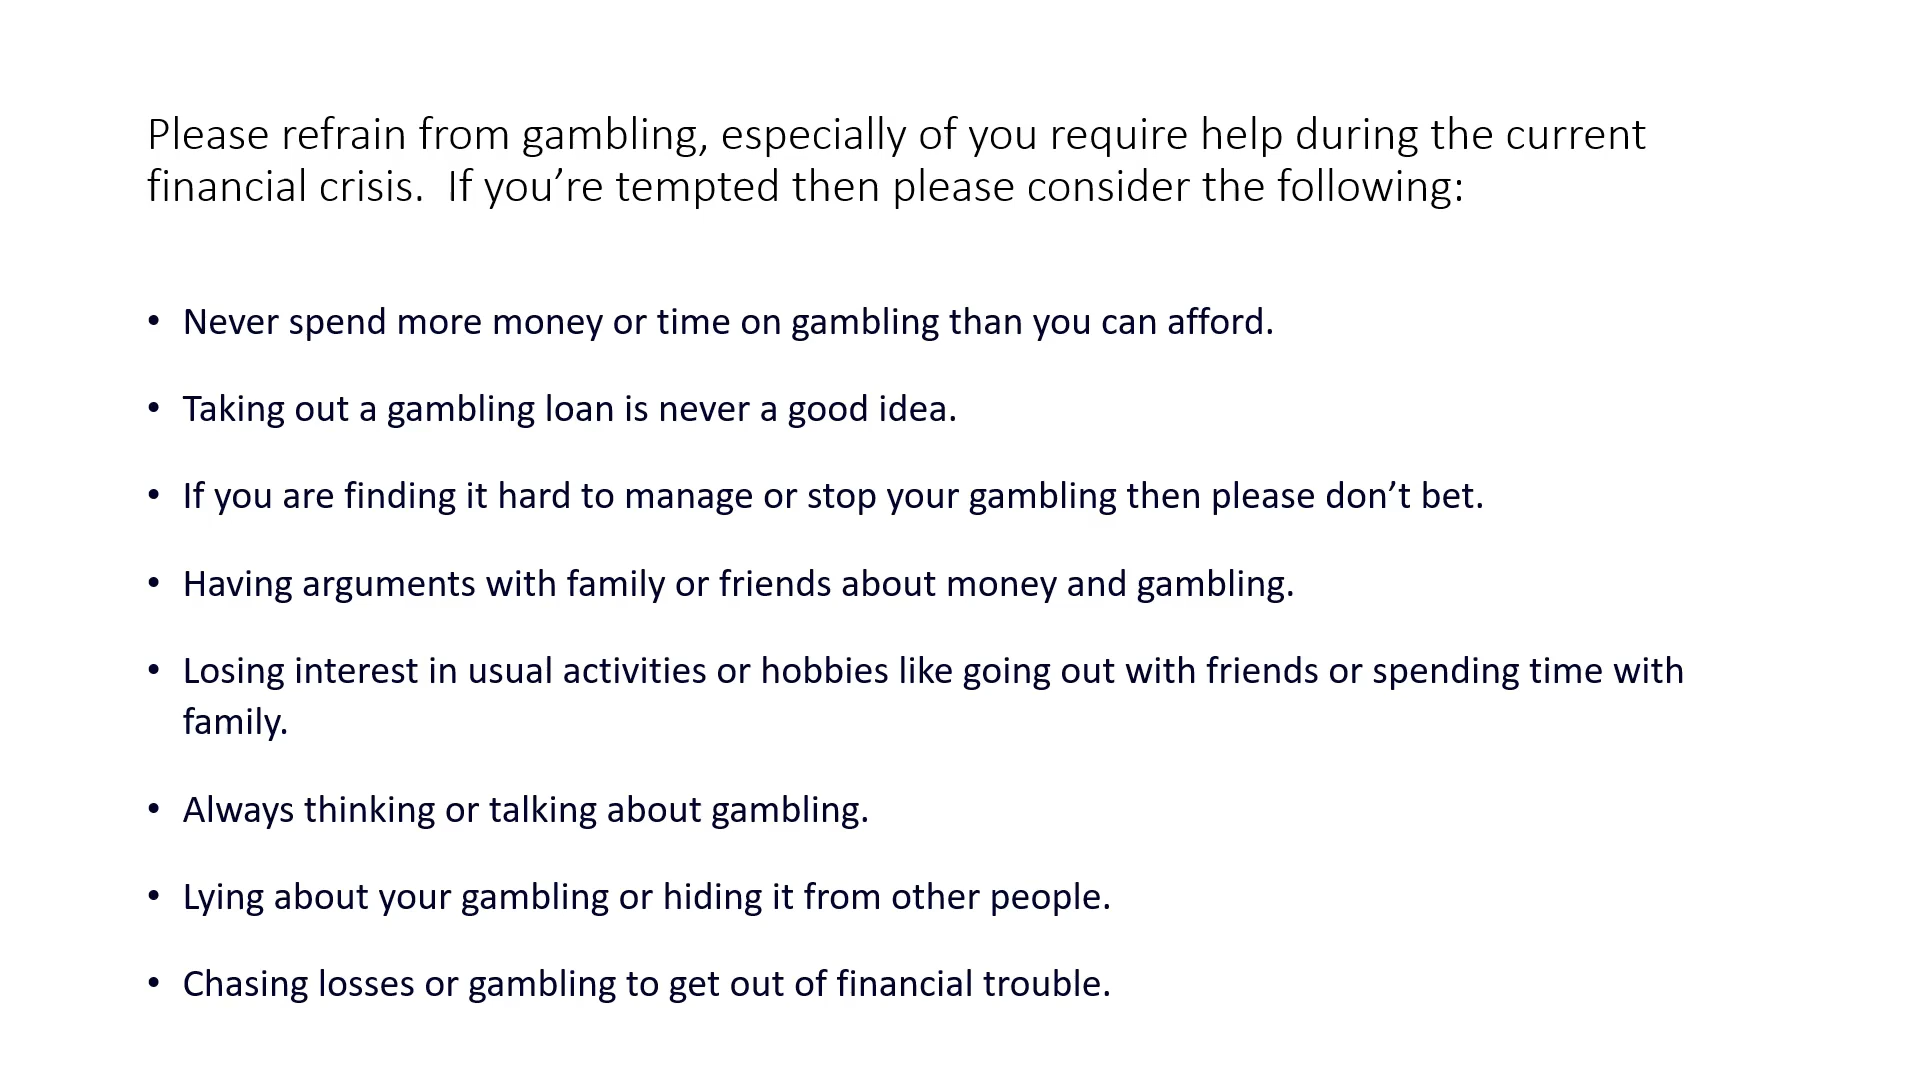 Please refrain from gambling, especially of you require help during the current
financial crisis.  If you’re tempted then please consider the following:
• Never spend more money or time on gambling than you can afford.
• Taking out a gambling loan is never a good idea.
• If you are finding it hard to manage or stop your gambling then please don’t bet.
• Having arguments with family or friends about money and gambling.
• Losing interest in usual activities or hobbies like going out with friends or spending time with
family.
• Always thinking or talking about gambling.
• Lying about your gambling or hiding it from other people.
• Chasing losses or gambling to get out of financial trouble.